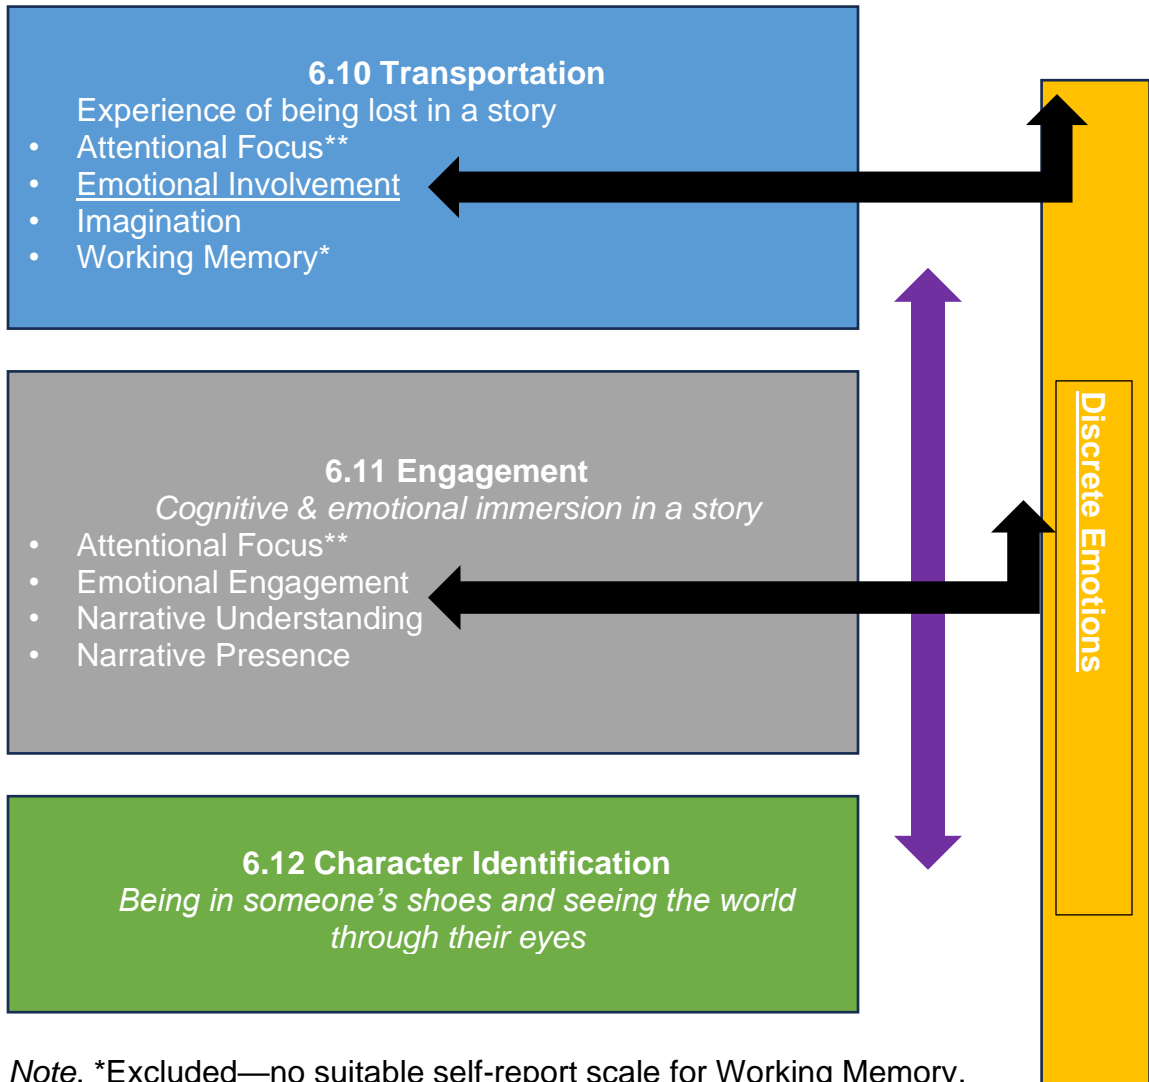 6.10 Transportation
Experience of being lost in a story
• Attentional Focus**
• Emotional Involvement
• Imagination
• Working Memory*
6.11 Engagement
Cognitive & emotional immersion in a story
• Attentional Focus**
• Emotional Engagement
• Narrative Understanding
• Narrative Presence
6.12 Character Identification
Being in someone’s shoes and seeing the world
through their eyes
Discrete Emotions
Note. *Excluded—no suitable self-report scale for Working Memory.